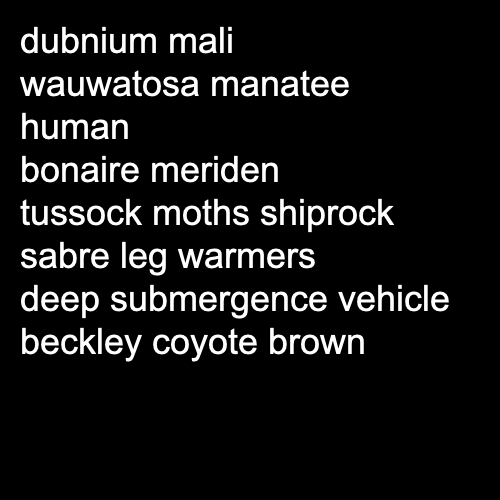 dubnium mali
wauwatosa manatee
human
bonaire meriden
tussock moths shiprock
sabre leg warmers
deep submergence vehicle
beckley coyote brown